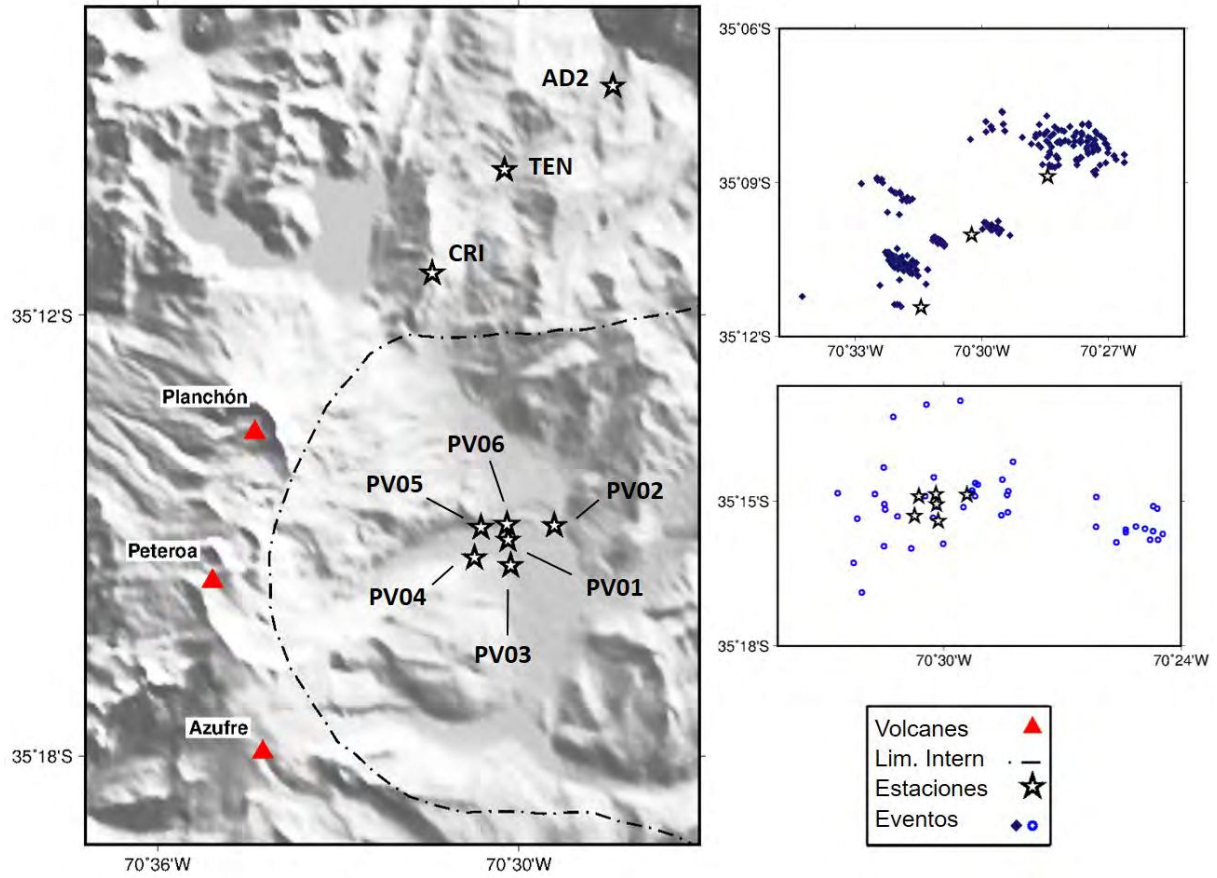 AD2
TEN
CRI
35°12'S
Planchón
PV06
PV05
PV02
Peteroa
PV04
PV01
PV03
Azufre
35°18'S
70°36'W
70°30'W
35°06'S
35°09'S
35°12'S
70°33'W
70°30'W
70°27'W
35°15'S
35°18'S
70°30'W
70°24'W
Volcanes
Lim. Intern
Estaciones
Eventos